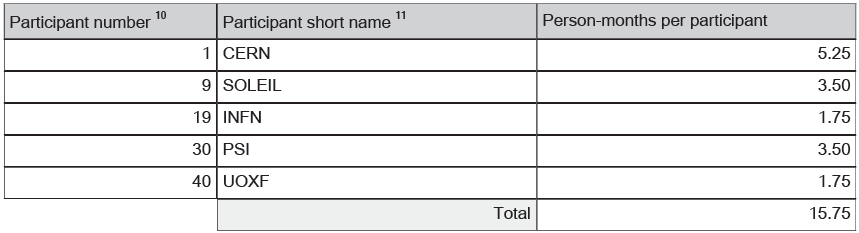 Participant number 10 Participant short name 11 Person-months per participant
1 CERN 5.25
9 SOLEIL 3.50
19 INFN 1.75
30 PSI 3.50
40 UOXF 1.75
Total 15.75